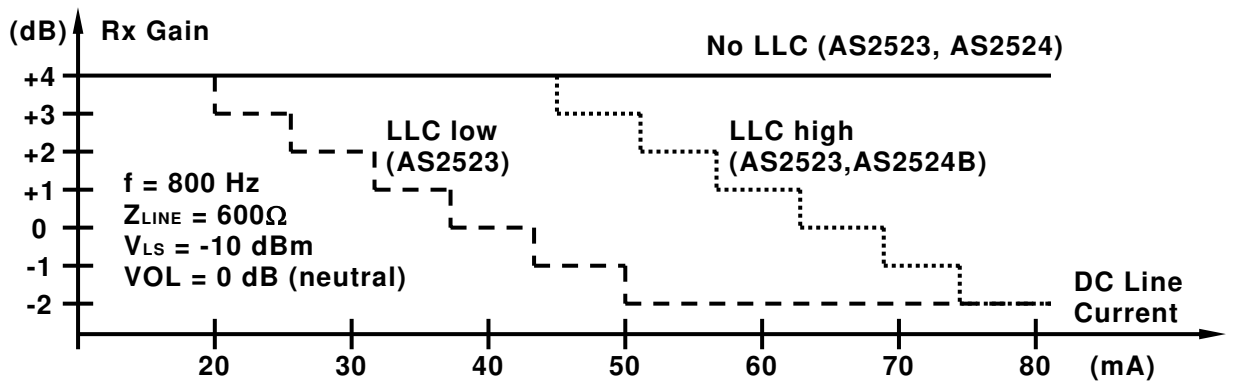 (dB) Rx Gain
No LLC (AS2523, AS2524)
+4
+3
+2
+1
0
-1
-2
LLC low
(AS2523)
LLC high
(AS2523,AS2524B)
f = 800 Hz
ZLINE = 600Ω
VLS = -10 dBm
VOL = 0 dB (neutral)
DC Line
Current
20 30 40 50 60 70 80 (mA)